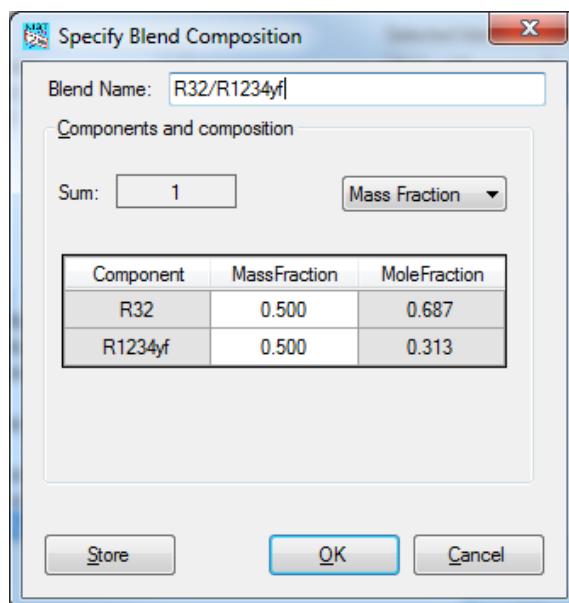 Specify Blend Composition
Blend Name: R32/R1234yf
Components and composition
Sum: 1 Mass Fraction
Component MassFraction MoleFraction
R32 0.500 0.687
R1234yf 0.500 0.313
Store OK Cancel